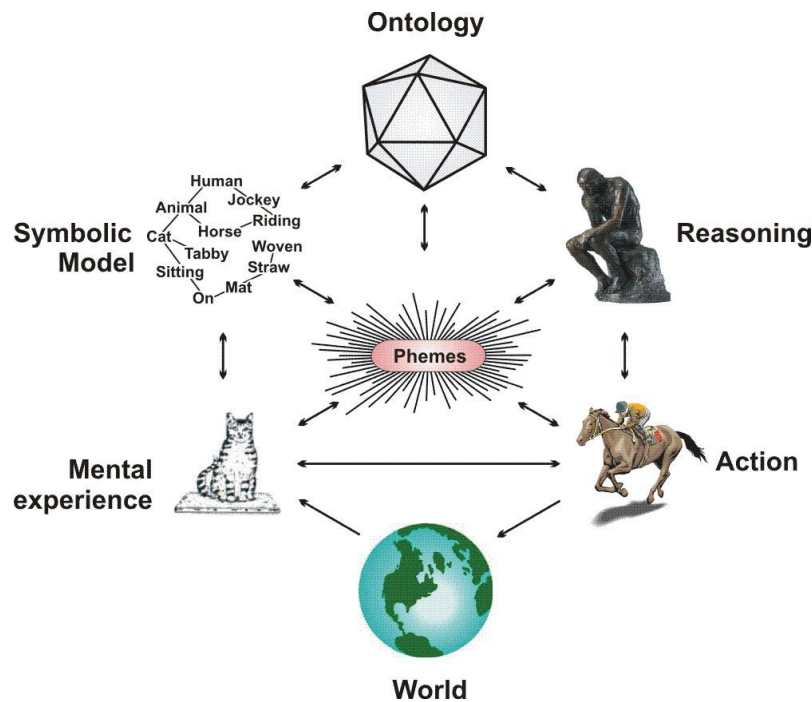 Ontology
Human
Jockey
Animal
Riding
Cat
Horse
Tabby
Woven
Sitting
Straw
Mat
On
Symbolic
Model
Reasoning
Phemes
Mental
experience
Action
World